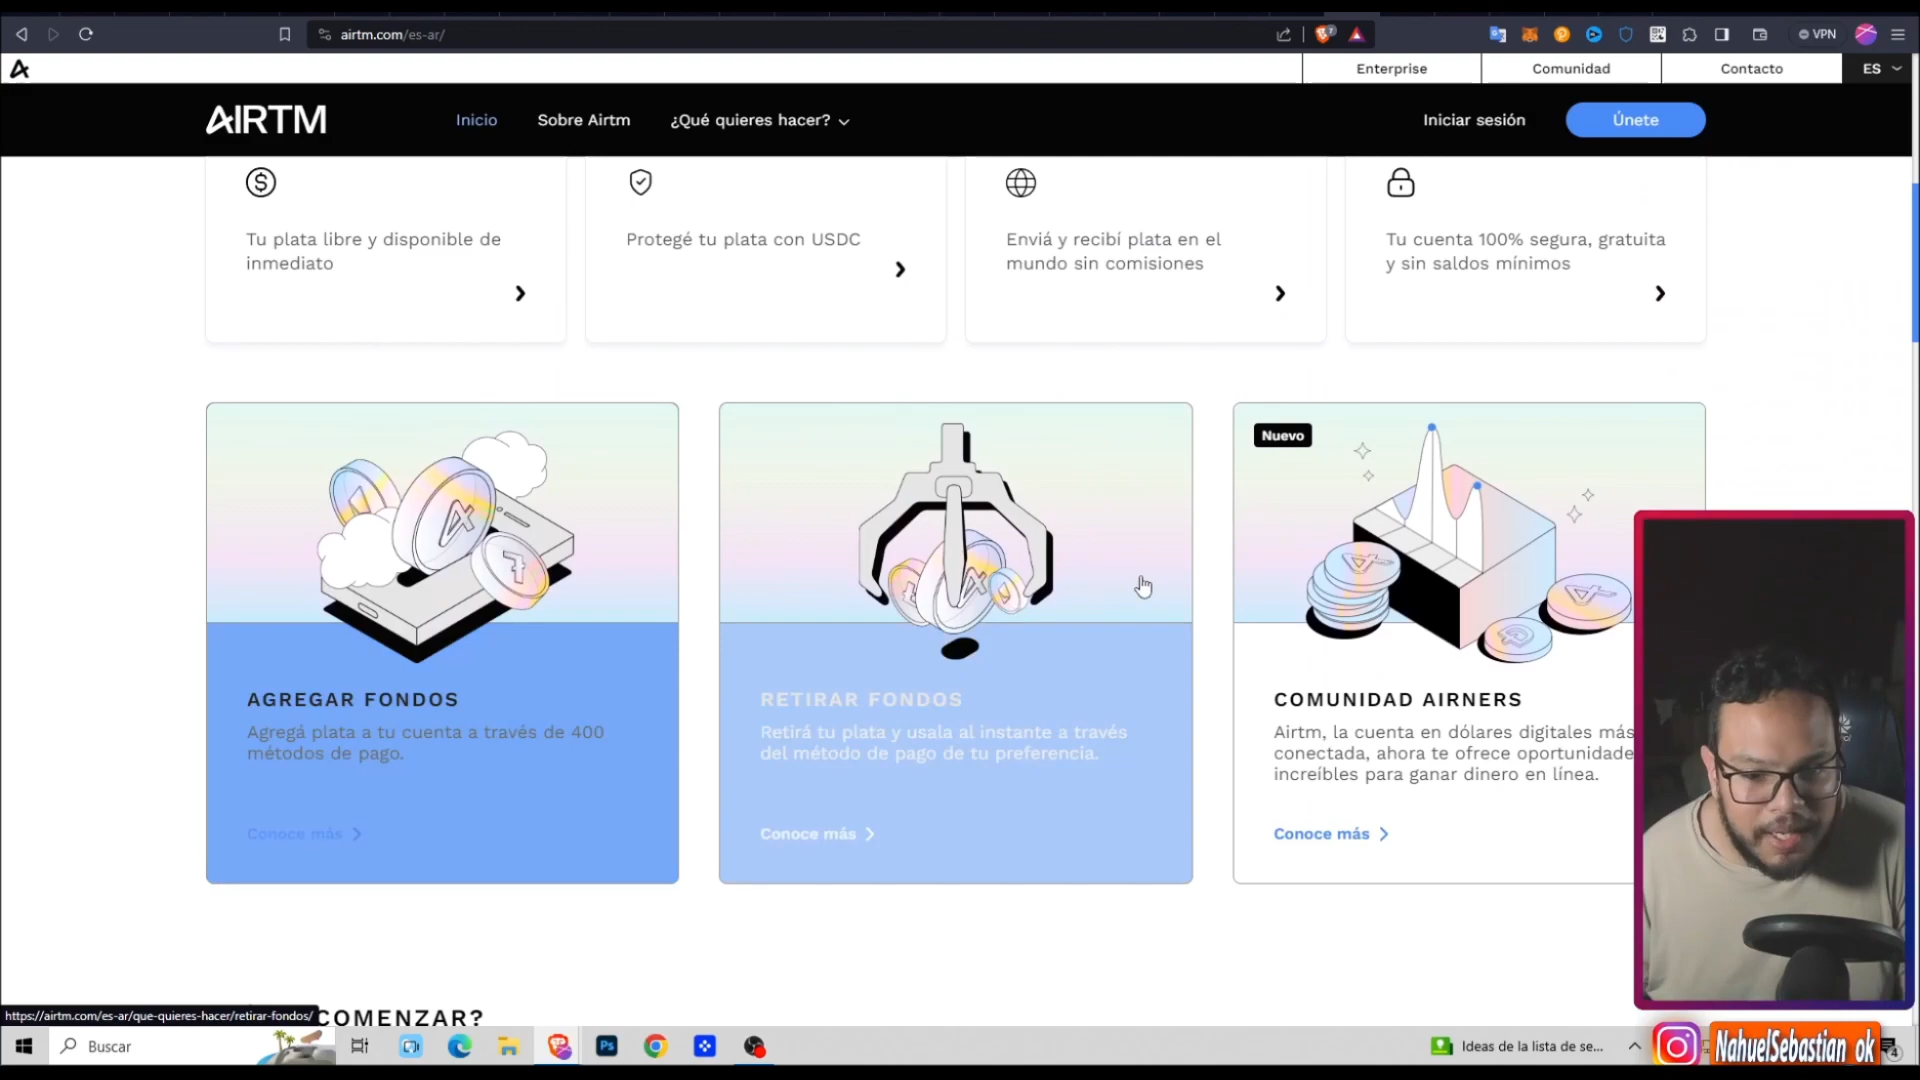 airtm.com/es-ar/
VPN
Enterprise
Comunidad
Contacto
ES
AIRTM
Inicio
Sobre Airtm
¿Qué quieres hacer?
Iniciar sesión
Únete
Tu plata libre y disponible de
inmediato
Protegé tu plata con USDC
Enviá y recibí plata en el
mundo sin comisiones
Tu cuenta 100% segura, gratuita
y sin saldos mínimos
Nuevo
AGREGAR FONDOS
Agregá plata a tu cuenta a través de 400
métodos de pago.
Conoce más
RETIRAR FONDOS
Retirá tu plata y usala al instante a través
del método de pago de tu preferencia.
Conoce más
COMUNIDAD AIRNERS
Airtm, la cuenta en dólares digitales más
conectada, ahora te ofrece oportunidade
increíbles para ganar dinero en línea.
Conoce más
https://airtm.com/es-ar/que-quieres-hacer/retirar-fondos/
COMENZAR?
Buscar
Ps
Ideas de la lista de se...
NahuelSebastian ok
4